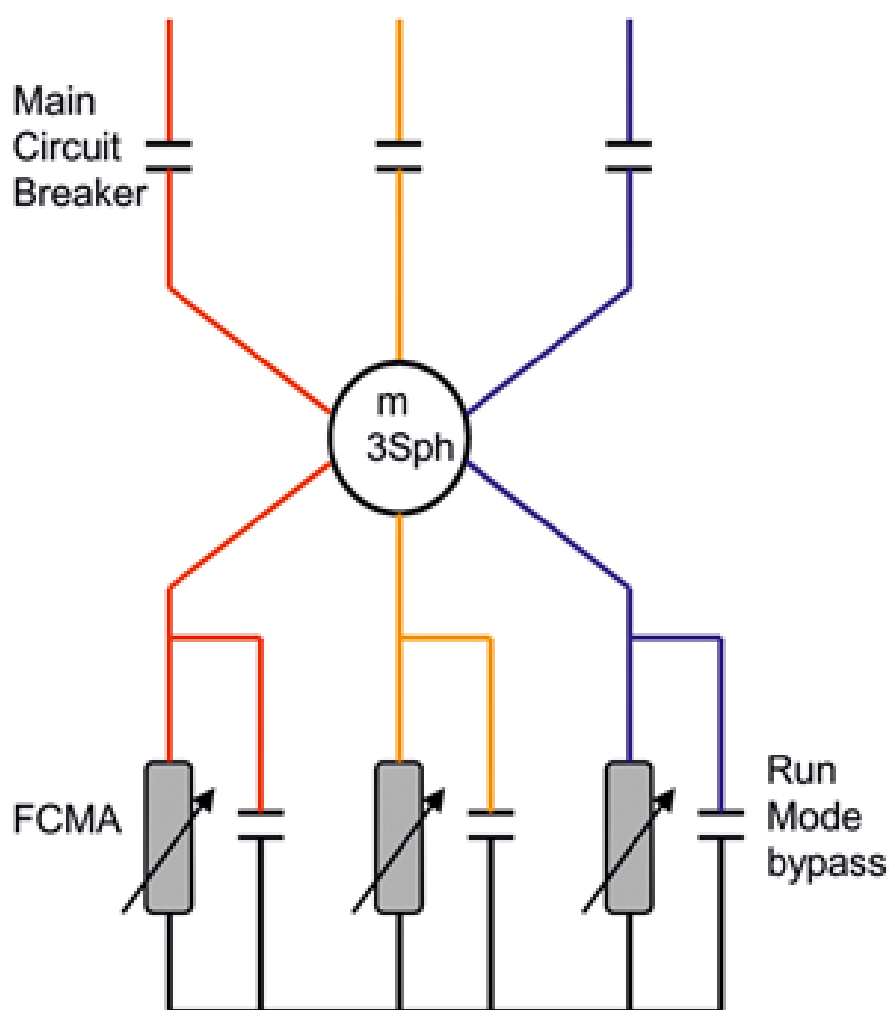 Main
Circuit
Breaker
m
3Sph
FCMA
Run
Mode
bypass